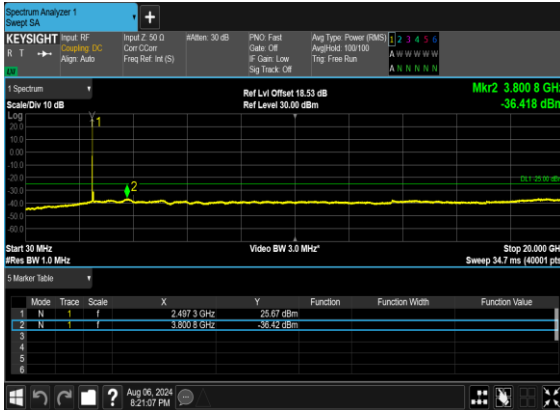 Spectrum Analyzer 1
Swept SA
+
KEYSIGHT
R T
Input: RF
Coupling: DC
Align: Auto
Input Z: 50 Ω
Corr CCorr
Freq Ref: Int (S)
#Atten: 30 dB
PNO: Fast
Gate: Off
IF Gain: Low
Sig Track: Off
Avg Type: Power (RMS)
Avg|Hold: 100/100
Trig: Free Run
1 2 3 4 5 6
A W W W W W
A N N N N N
1 Spectrum
Scale/Div 10 dB
Ref Lvl Offset 18.53 dB
Ref Level 30.00 dBm
Mkr2 3.800 8 GHz
-36.418 dBm
Log
20.0
10.0
0.00
-10.0
-20.0
-30.0
-40.0
-50.0
-60.0
1
2
DL1 -25.00 dBm
Start 30 MHz
#Res BW 1.0 MHz
Video BW 3.0 MHz*
Stop 20.000 GH
Sweep 34.7 ms (40001 pts
5 Marker Table
Mode Trace Scale X Y Function Function Width Function Value
1 N 1 f 2.497 3 GHz 25.67 dBm
2 N 1 f 3.800 8 GHz -36.42 dBm
3
4
5
6
?
Aug 06, 2024
8:21:07 PM